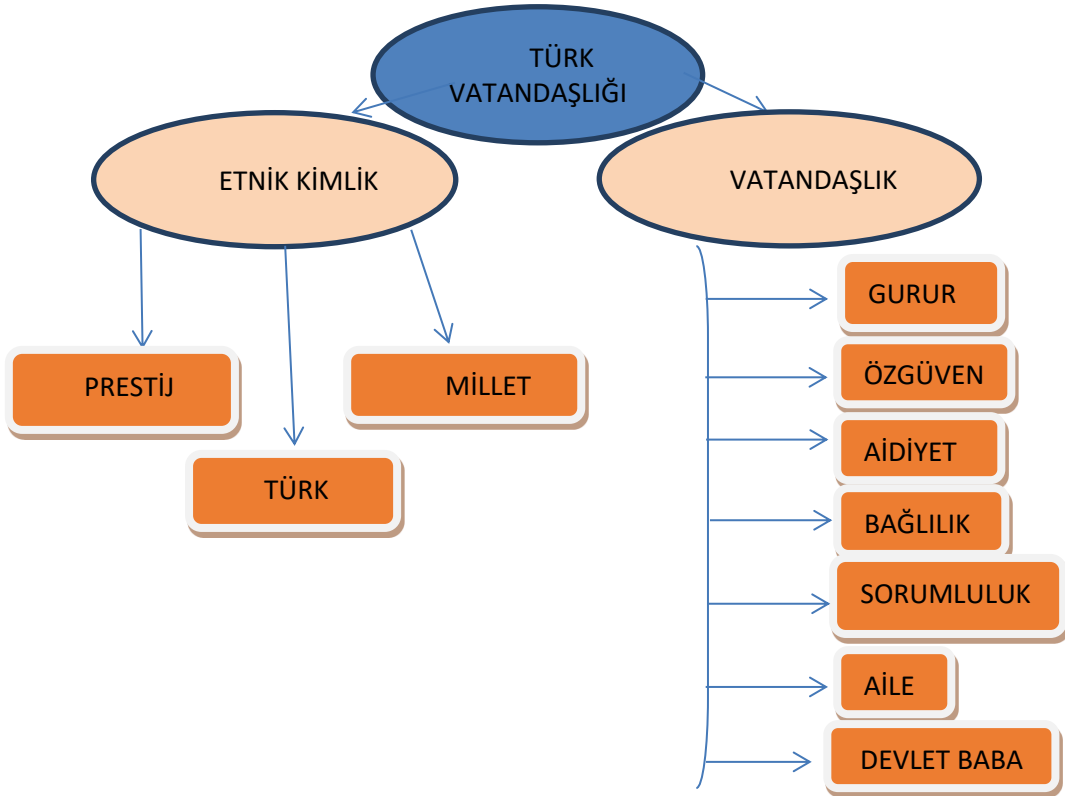 TÜRK
VATANDAŞLIĞI
ETNİK KİMLİK
VATANDAŞLIK
PRESTİJ
TÜRK
MİLLET
GURUR
ÖZGÜVEN
AİDİYET
BAĞLILIK
SORUMLULUK
AİLE
DEVLET BABA